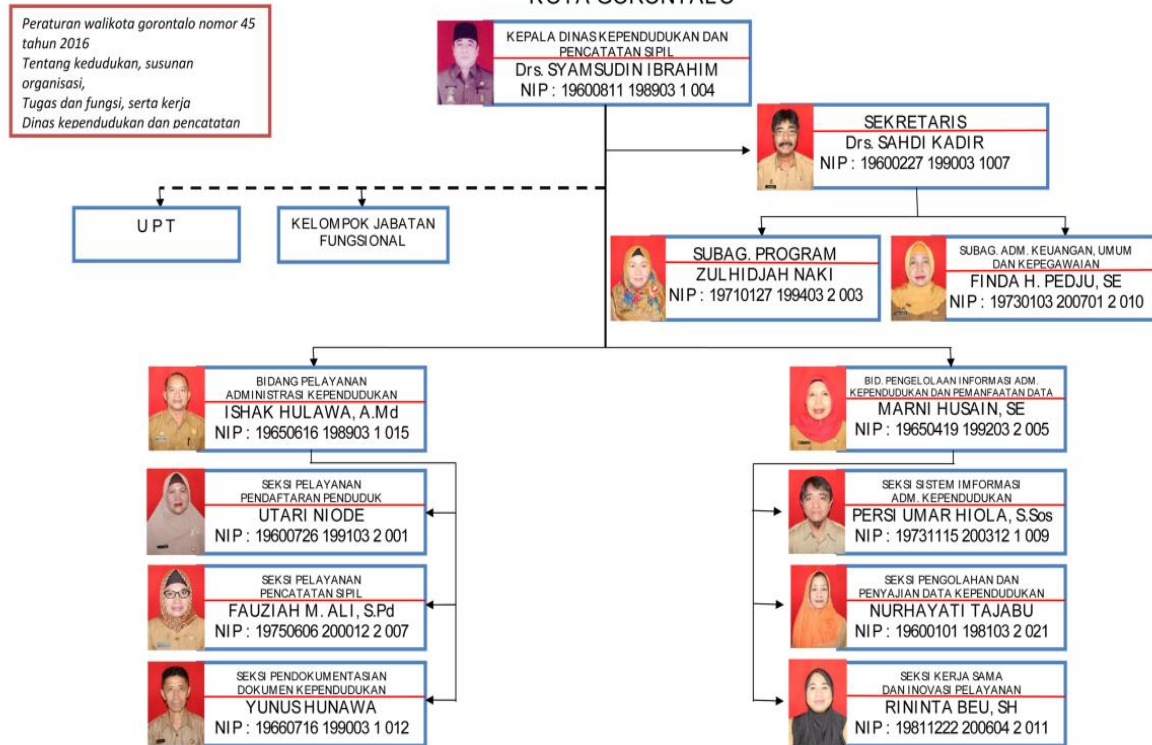 KOTA GORONTALO
Peraturan walikota gorontalo nomor 45
tahun 2016
Tentang kedudukan, susunan
organisasi,
Tugas dan fungsi, serta kerja
Dinas kependudukan dan pencatatan
KEPALA DINAS KEPENDUDUKAN DAN
PENCATATAN SIPIL
Drs. SYAMSUDIN IBRAHIM
NIP : 19600811 198903 1 004
SEKRETARIS
Drs. SAHDI KADIR
NIP : 19600227 199003 1007
UPT
KELOMPOK JABATAN
FUNGSIONAL
SUBAG. PROGRAM
ZULHIDJAH NAKI
NIP : 19710127 199403 2 003
SUBAG. ADM. KEUANGAN, UMUM
DAN KEPEGAWAIAN
FINDA H. PEDJU, SE
NIP : 19730103 200701 2 010
BIDANG PELAYANAN
ADMINISTRASI KEPENDUDUKAN
ISHAK HULAWA, A.Md
NIP : 19650616 198903 1 015
SEKSI PELAYANAN
PENDAFTARAN PENDUDUK
UTARI NIODE
NIP : 19600726 199103 2 001
SEKSI PELAYANAN
PENCATATAN SIPIL
FAUZIAH M. ALI, S.Pd
NIP : 19750606 200012 2 007
SEKSI PENDOKUMENTASIAN
DOKUMEN KEPENDUDUKAN
YUNUS HUNAWA
NIP : 19660716 199003 1 012
BID. PENGELOLAAN INFORMASI ADM.
KEPENDUDUKAN DAN PEMANFAATAN DATA
MARNI HUSAIN, SE
NIP : 19650419 199203 2 005
SEKSI SISTEM IMFORMASI
ADM. KEPENDUDUKAN
PERSI UMAR HIOLA, S.Sos
NIP : 19731115 200312 1 009
SEKSI PENGOLAHAN DAN
PENYAJIAN DATA KEPENDUDUKAN
NURHAYATI TAJABU
NIP : 19600101 198103 2 021
SEKSI KERJA SAMA
DAN INOVASI PELAYANAN
RININTA BEU, SH
NIP : 19811222 200604 2 011